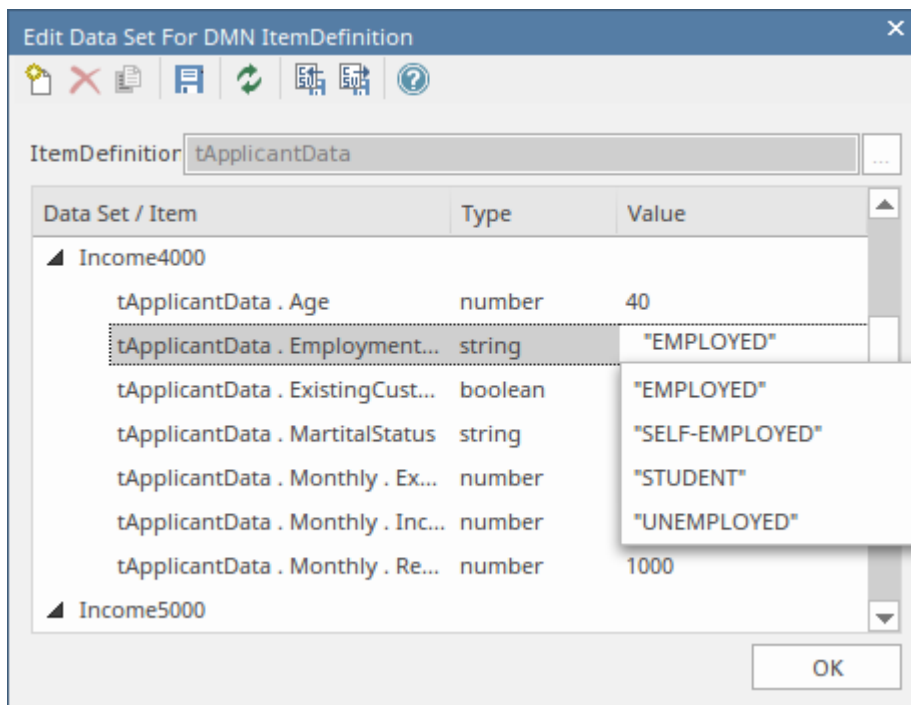 Edit Data Set For DMN ItemDefinition
ItemDefinition tApplicantData ...
Data Set / Item Type Value
Income4000
tApplicantData . Age number 40
tApplicantData . Employment... string "EMPLOYED"
tApplicantData . ExistingCust... boolean "EMPLOYED"
tApplicantData . MartitalStatus string "SELF-EMPLOYED"
tApplicantData . Monthly . Ex... number "STUDENT"
tApplicantData . Monthly . Inc... number "UNEMPLOYED"
tApplicantData . Monthly . Re... number 1000
Income5000
OK